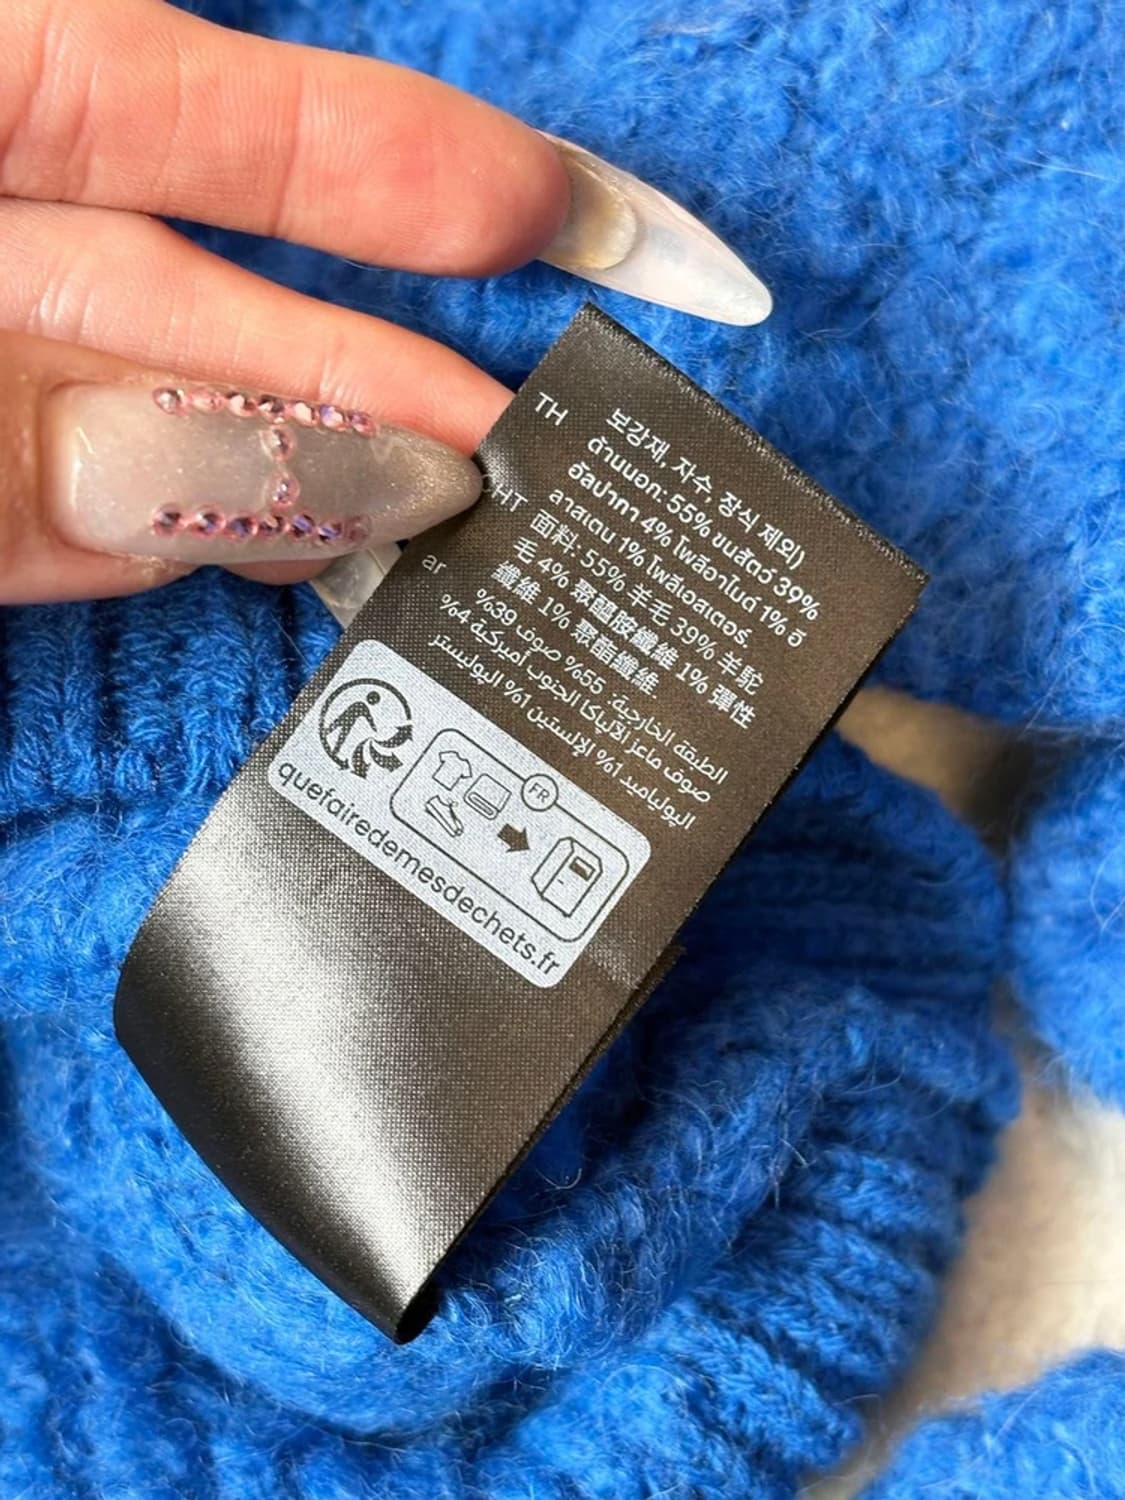 보강재, 자수, 장식 제외)
TH ด้านนอก: 55% ขนสัตว์ 39%
อัลปากา 4% โพลีอาไมด์ 1% อี
ลาสเตน 1% โพลีเอสเตอร์
CHT 面料: 55% 羊毛 39% 羊駝
毛 4% 聚醯胺纖維 1% 彈性
纖維 1% 聚酯纖維
ar الطبقة الخارجية: 55% صوف 39%
صوف ماعز الألپاكا الجنوب أميركية 4%
اليولياميد 1% الإلستين 1% اليوليستر
FR
quefairedemesdechets.fr